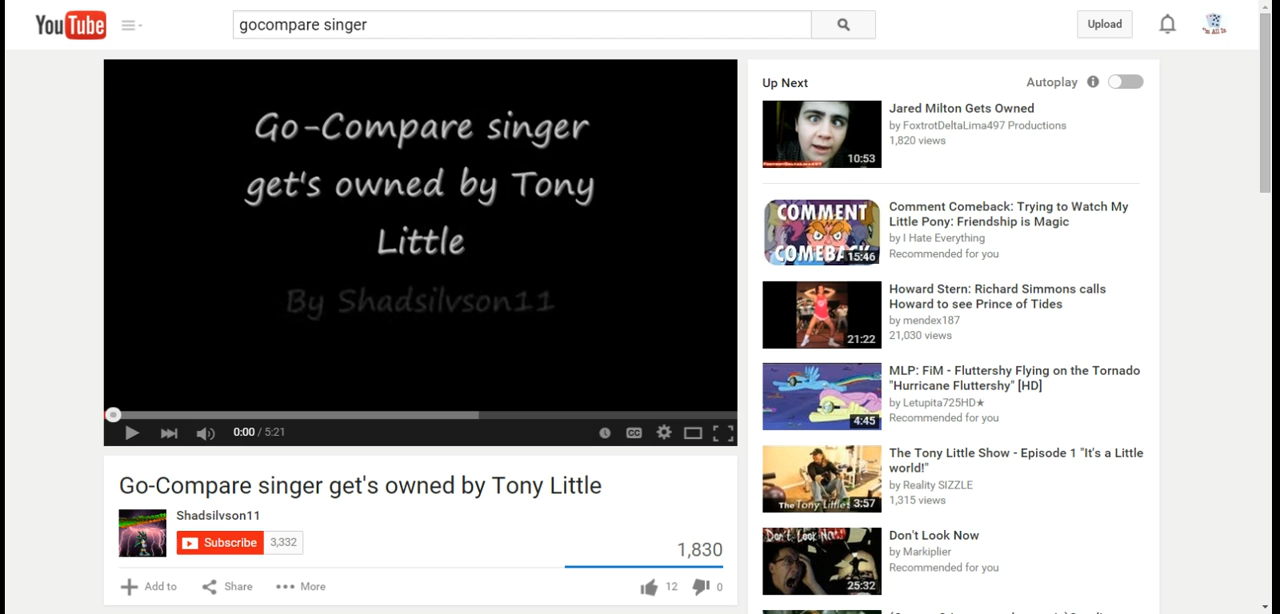 YouTube
gocompare singer
Upload
Go-Compare singer
get's owned by Tony
Little
By Shadsilvson11
0:00 / 5:21
CC
Go-Compare singer get's owned by Tony Little
Shadsilvson11
Subscribe 3,332
1,830
Add to Share More 12 0
Up Next Autoplay
10:53
Jared Milton Gets Owned
by FoxtrotDeltaLima497 Productions
1,820 views
COMMENT
COMEBACK
15:46
Comment Comeback: Trying to Watch My
Little Pony: Friendship is Magic
by I Hate Everything
Recommended for you
21:22
Howard Stern: Richard Simmons calls
Howard to see Prince of Tides
by mendex187
21,030 views
4:45
MLP: FiM - Fluttershy Flying on the Tornado
"Hurricane Fluttershy" [HD]
by Letupita725HD★
Recommended for you
The Tony Little 3:57
The Tony Little Show - Episode 1 "It's a Little
world!"
by Reality SIZZLE
1,315 views
Don't Look Now
25:32
Don't Look Now
by Markiplier
Recommended for you